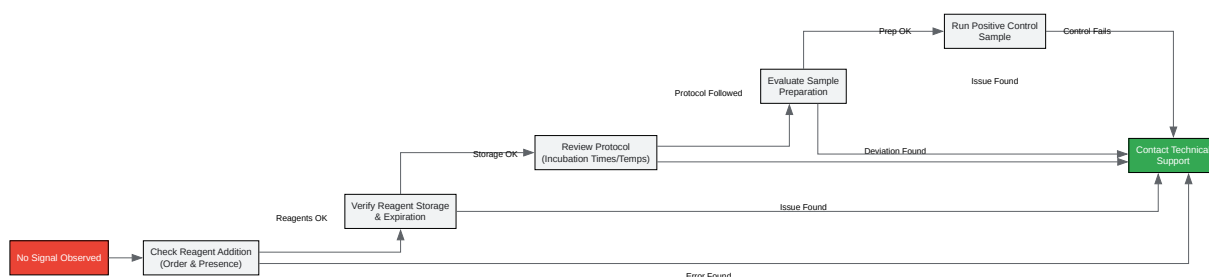 Run Positive Control
Sample
Prep OK
Control Fails
Evaluate Sample
Preparation
Issue Found
Protocol Followed
Review Protocol
(Incubation Times/Temps)
Storage OK
Deviation Found
Contact Technical
Support
Verify Reagent Storage
& Expiration
Reagents OK
Issue Found
No Signal Observed
Check Reagent Addition
(Order & Presence)
Error Found